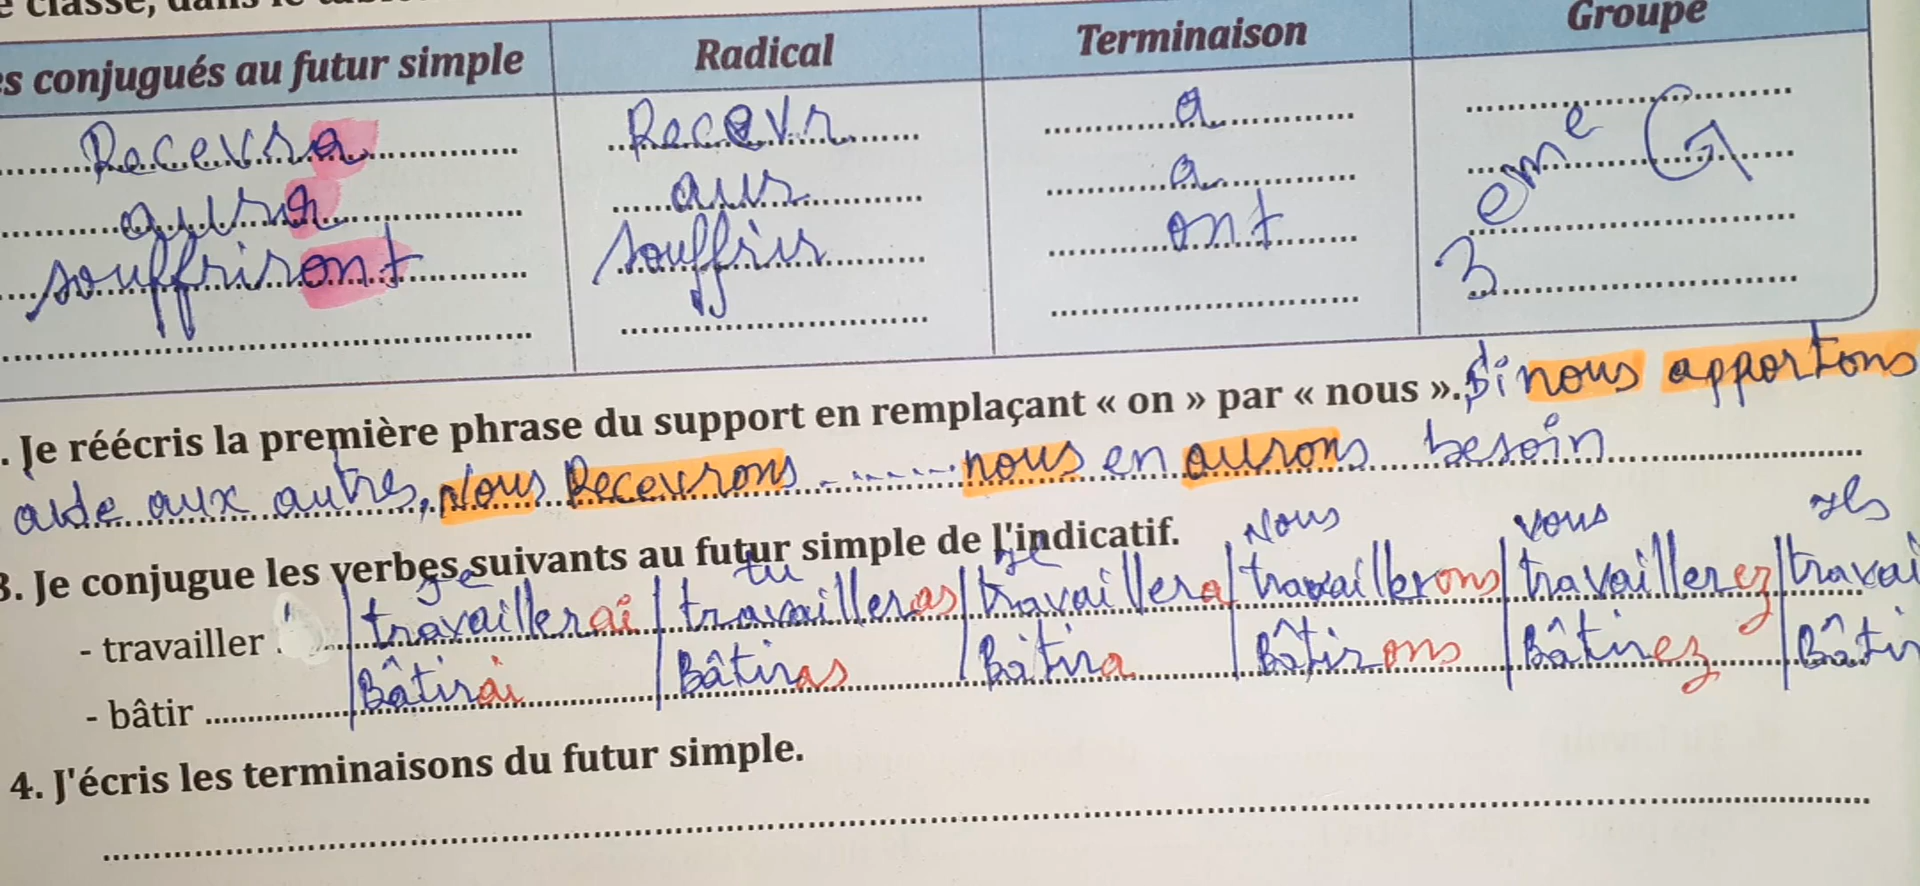 e classe, dans le
es conjugués au futur simple Radical Terminaison Groupe
Recevra Recevr a
aura aur a 3 eme G
souffriront souffrir ont
. Je réécris la première phrase du support en remplaçant « on » par « nous ». Si nous apportons
aide aux autres, Nous Recevrons ........ nous en aurons besoin
3. Je conjugue les verbes suivants au futur simple de l'indicatif.
ge tu Nous vous Ils
- travailler : travaillerai travailleras travaillera travaillerons travaillerez travai
- bâtir Bâtirai Bâtiras Bâtira Bâtirons Bâtirez Bâtir
4. J'écris les terminaisons du futur simple.